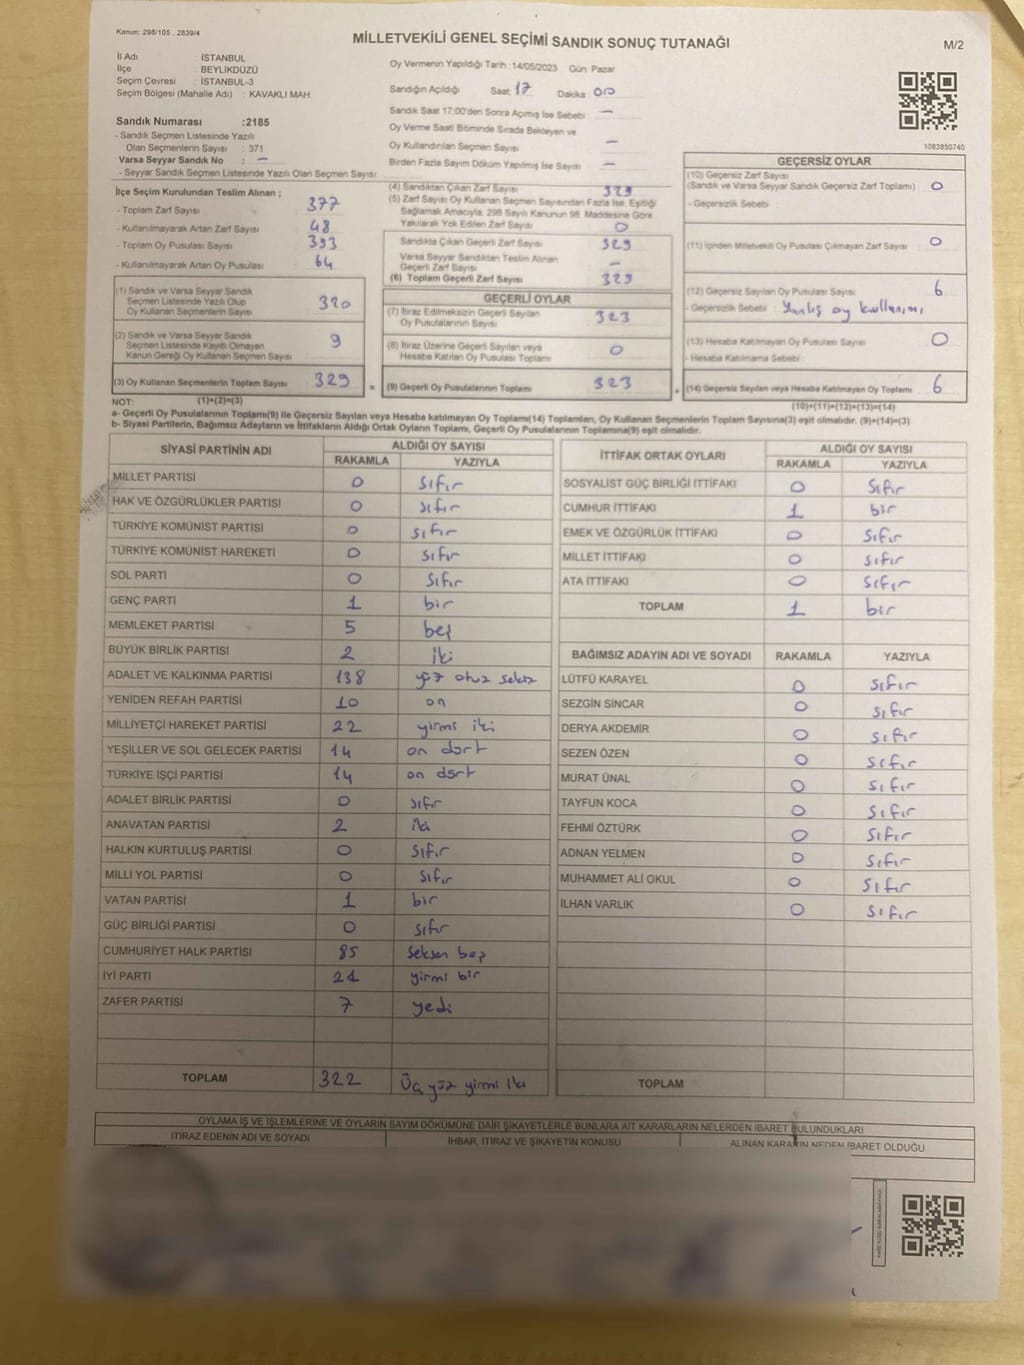 Kanun: 298/105 , 2839/4
MİLLETVEKİLİ GENEL SEÇİMİ SANDIK SONUÇ TUTANAĞI
M/2
İl Adı : İSTANBUL
İlçe : BEYLİKDÜZÜ
Seçim Çevresi : İSTANBUL-3
Seçim Bölgesi (Mahalle Adı) : KAVAKLI MAH.
Sandık Numarası :2185
- Sandık Seçmen Listesinde Yazılı
Olan Seçmenlerin Sayısı : 371
Varsa Seyyar Sandık No : -
- Seyyar Sandık Seçmen Listesinde Yazılı Olan Seçmen Sayısı:
Oy Vermenin Yapıldığı Tarih :14/05/2023 Gün: Pazar
Sandığın Açıldığı Saat 17 Dakika 00
Sandık Saat 17:00'den Sonra Açılmış İse Sebebi : -
Oy Verme Saati Bitiminde Sırada Bekleyen ve
Oy Kullandırılan Seçmen Sayısı -
Birden Fazla Sayım Döküm Yapılmış İse Sayısı -
1083850740
İlçe Seçim Kurulundan Teslim Alınan ;
- Toplam Zarf Sayısı 377
- Kullanılmayarak Artan Zarf Sayısı 48
- Toplam Oy Pusulası Sayısı 393
- Kullanılmayarak Artan Oy Pusulası 64
(4) Sandıktan Çıkan Zarf Sayısı 329
(5) Zarf Sayısı Oy Kullanan Seçmen Sayısından Fazla İse, Eşitliği
Sağlamak Amacıyla, 298 Sayılı Kanunun 98. Maddesine Göre
Yakılarak Yok Edilen Zarf Sayısı 0
Sandıkta Çıkan Geçerli Zarf Sayısı 329
Varsa Seyyar Sandıktan Teslim Alınan
Geçerli Zarf Sayısı -
(6) Toplam Geçerli Zarf Sayısı 329
GEÇERSİZ OYLAR
(10) Geçersiz Zarf Sayısı
(Sandık ve Varsa Seyyar Sandık Geçersiz Zarf Toplamı) 0
- Geçersizlik Sebebi :
(11) İçinden Milletvekili Oy Pusulası Çıkmayan Zarf Sayısı 0
(12) Geçersiz Sayılan Oy Pusulası Sayısı 6
- Geçersizlik Sebebi : Yanlış oy kullanımı
(13) Hesaba Katılmayan Oy Pusulası Sayısı 0
- Hesaba Katılmama Sebebi :
(14) Geçersiz Sayılan veya Hesaba Katılmayan Oy Toplamı 6
(10)+(11)+(12)+(13)=(14)
(1) Sandık ve Varsa Seyyar Sandık
Seçmen Listesinde Yazılı Olup
Oy Kullanan Seçmenlerin Sayısı 320
(2) Sandık ve Varsa Seyyar Sandık
Seçmen Listesinde Kayıtlı Olmayan
Kanun Gereği Oy Kullanan Seçmen Sayısı 9
(3) Oy Kullanan Seçmenlerin Toplam Sayısı 329 =
GEÇERLİ OYLAR
(7) İtiraz Edilmeksizin Geçerli Sayılan
Oy Pusulalarının Sayısı 323
(8) İtiraz Üzerine Geçerli Sayılan veya
Hesaba Katılan Oy Pusulası Toplamı 0
(9) Geçerli Oy Pusulalarının Toplamı 323 +
NOT: (1)+(2)=(3)
a- Geçerli Oy Pusulalarının Toplamı(9) ile Geçersiz Sayılan veya Hesaba katılmayan Oy Toplamı(14) Toplamları, Oy Kullanan Seçmenlerin Toplam Sayısına(3) eşit olmalıdır. (9)+(14)=(3)
b- Siyasi Partilerin, Bağımsız Adayların ve İttifakların Aldığı Ortak Oyların Toplamı, Geçerli Oy Pusulalarının Toplamına(9) eşit olmalıdır.
SİYASİ PARTİNİN ADI ALDIĞI OY SAYISI
RAKAMLA YAZIYLA
MİLLET PARTİSİ 0 sıfır
HAK VE ÖZGÜRLÜKLER PARTİSİ 0 sıfır
TÜRKİYE KOMÜNİST PARTİSİ 0 sıfır
TÜRKİYE KOMÜNİST HAREKETİ 0 sıfır
SOL PARTİ 0 sıfır
GENÇ PARTİ 1 bir
MEMLEKET PARTİSİ 5 beş
BÜYÜK BİRLİK PARTİSİ 2 iki
ADALET VE KALKINMA PARTİSİ 138 yüz otuz sekiz
YENİDEN REFAH PARTİSİ 10 on
MİLLİYETÇİ HAREKET PARTİSİ 22 yirmi iki
YEŞİLLER VE SOL GELECEK PARTİSİ 14 on dört
TÜRKİYE İŞÇİ PARTİSİ 14 on dört
ADALET BİRLİK PARTİSİ 0 sıfır
ANAVATAN PARTİSİ 2 iki
HALKIN KURTULUŞ PARTİSİ 0 sıfır
MİLLİ YOL PARTİSİ 0 sıfır
VATAN PARTİSİ 1 bir
GÜÇ BİRLİĞİ PARTİSİ 0 sıfır
CUMHURİYET HALK PARTİSİ 85 seksen beş
İYİ PARTİ 21 yirmi bir
ZAFER PARTİSİ 7 yedi
TOPLAM 322 Üç yüz yirmi iki
İTTİFAK ORTAK OYLARI ALDIĞI OY SAYISI
RAKAMLA YAZIYLA
SOSYALİST GÜÇ BİRLİĞİ İTTİFAKI 0 sıfır
CUMHUR İTTİFAKI 1 bir
EMEK VE ÖZGÜRLÜK İTTİFAKI 0 sıfır
MİLLET İTTİFAKI 0 sıfır
ATA İTTİFAKI 0 sıfır
TOPLAM 1 bir
BAĞIMSIZ ADAYIN ADI VE SOYADI RAKAMLA YAZIYLA
LÜTFÜ KARAYEL 0 sıfır
SEZGİN SİNCAR 0 sıfır
DERYA AKDEMİR 0 sıfır
SEZEN ÖZEN 0 sıfır
MURAT ÜNAL 0 sıfır
TAYFUN KOCA 0 sıfır
FEHMİ ÖZTÜRK 0 sıfır
ADNAN YELMEN 0 sıfır
MUHAMMET ALİ OKUL 0 sıfır
İLHAN VARLIK 0 sıfır
TOPLAM
OYLAMA İŞ VE İŞLEMLERİNE VE OYLARIN SAYIM DÖKÜMÜNE DAİR ŞİKAYETLERLE BUNLARA AİT KARARLARIN NELERDEN İBARET BULUNDUKLARI
İTİRAZ EDENİN ADI VE SOYADI İHBAR, İTİRAZ VE ŞİKAYETİN KONUSU ALINAN KARARIN NEDEN İBARET OLDUĞU